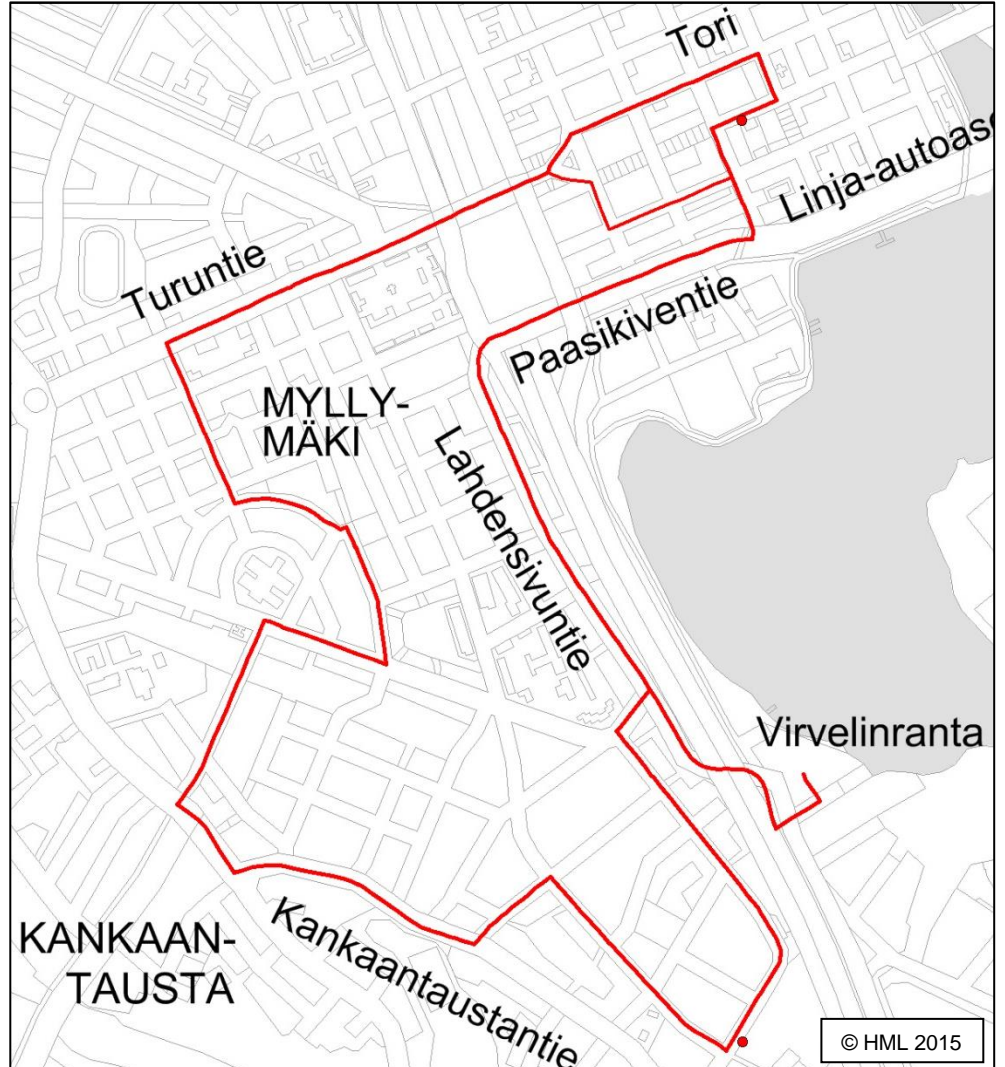 Tori
Linja-autoas
Turuntie
Paasikiventie
MYLLY-
MÄKI
Lahdensivuntie
Virvelinranta
KANKAAN-
TAUSTA
Kankaantaustantie
© HML 2015